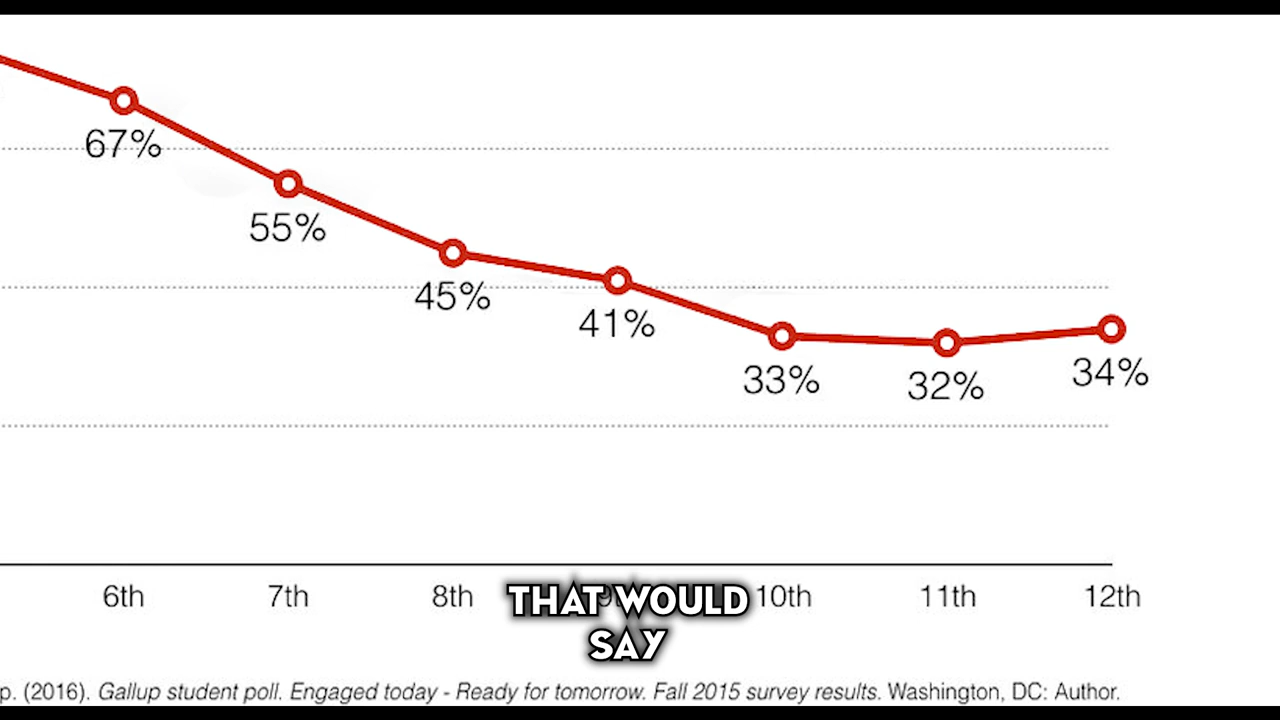 67%
55%
45%
41%
33%
32%
34%
6th
7th
8th
10th
11th
12th
THAT WOULD
SAY
p. (2016). Gallup student poll. Engaged today - Ready for tomorrow. Fall 2015 survey results. Washington, DC: Author.